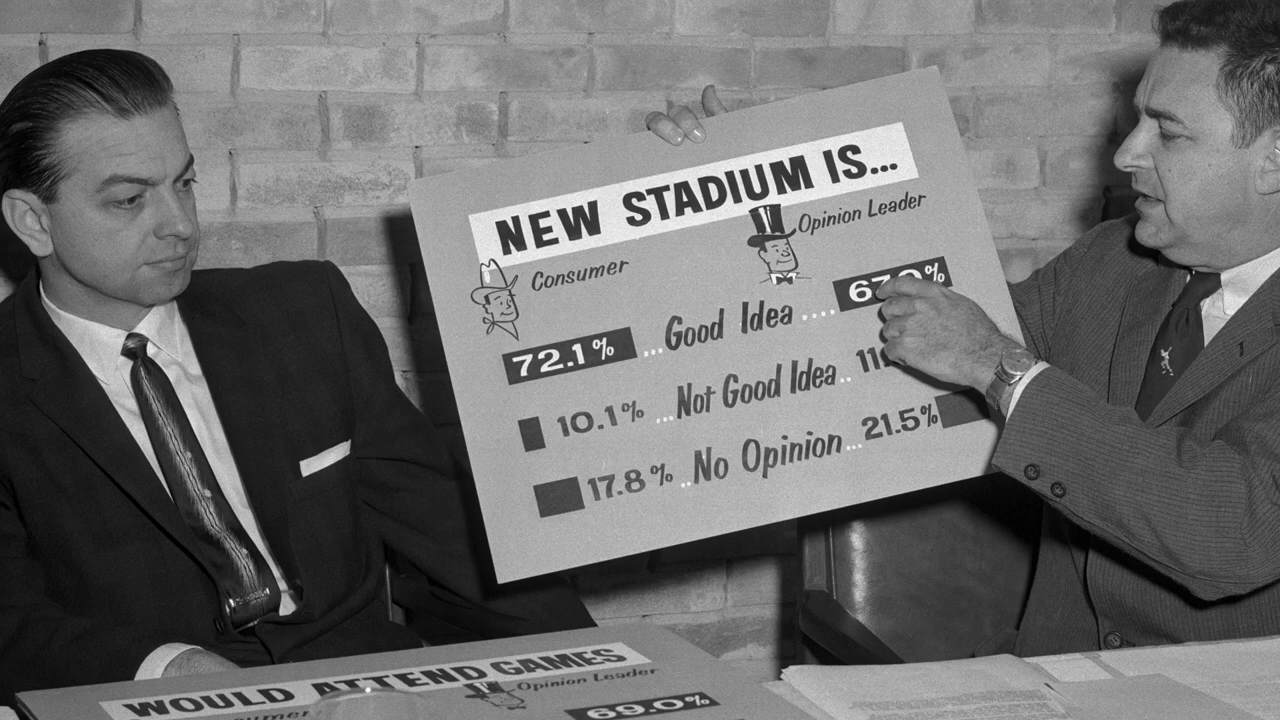 NEW STADIUM IS...
Consumer
Opinion Leader
72.1% ...Good Idea .... %
10.1% ...Not Good Idea..
17.8% ..No Opinion... 21.5%
WOULD ATTEND GAMES
Consumer
Opinion Leader
69.0%